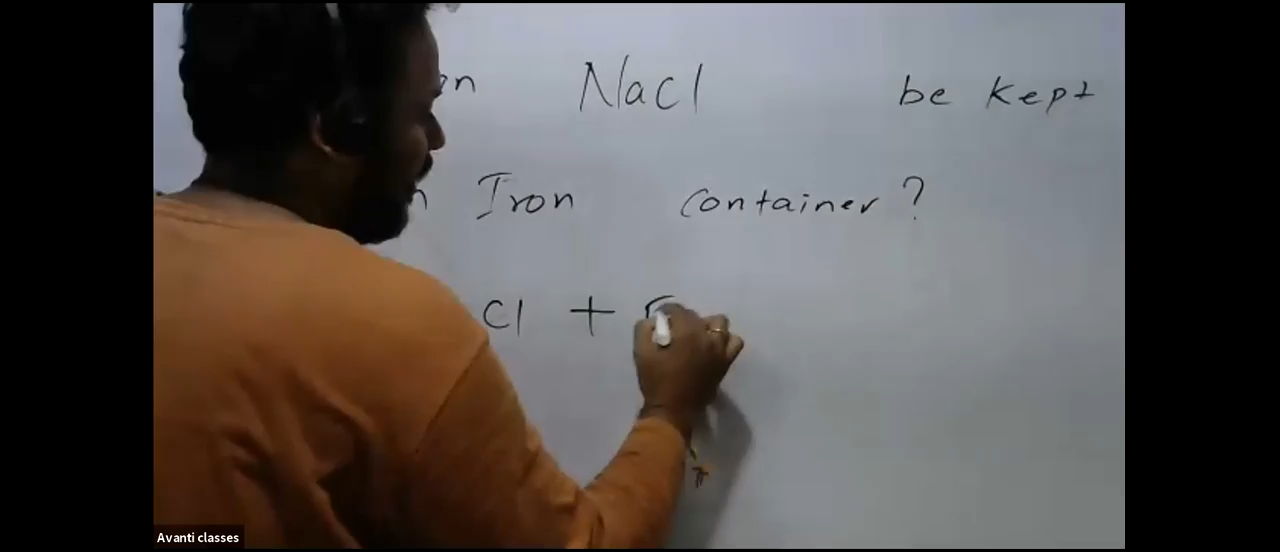 NaCl be kept
Iron container?
Cl +
Avanti classes